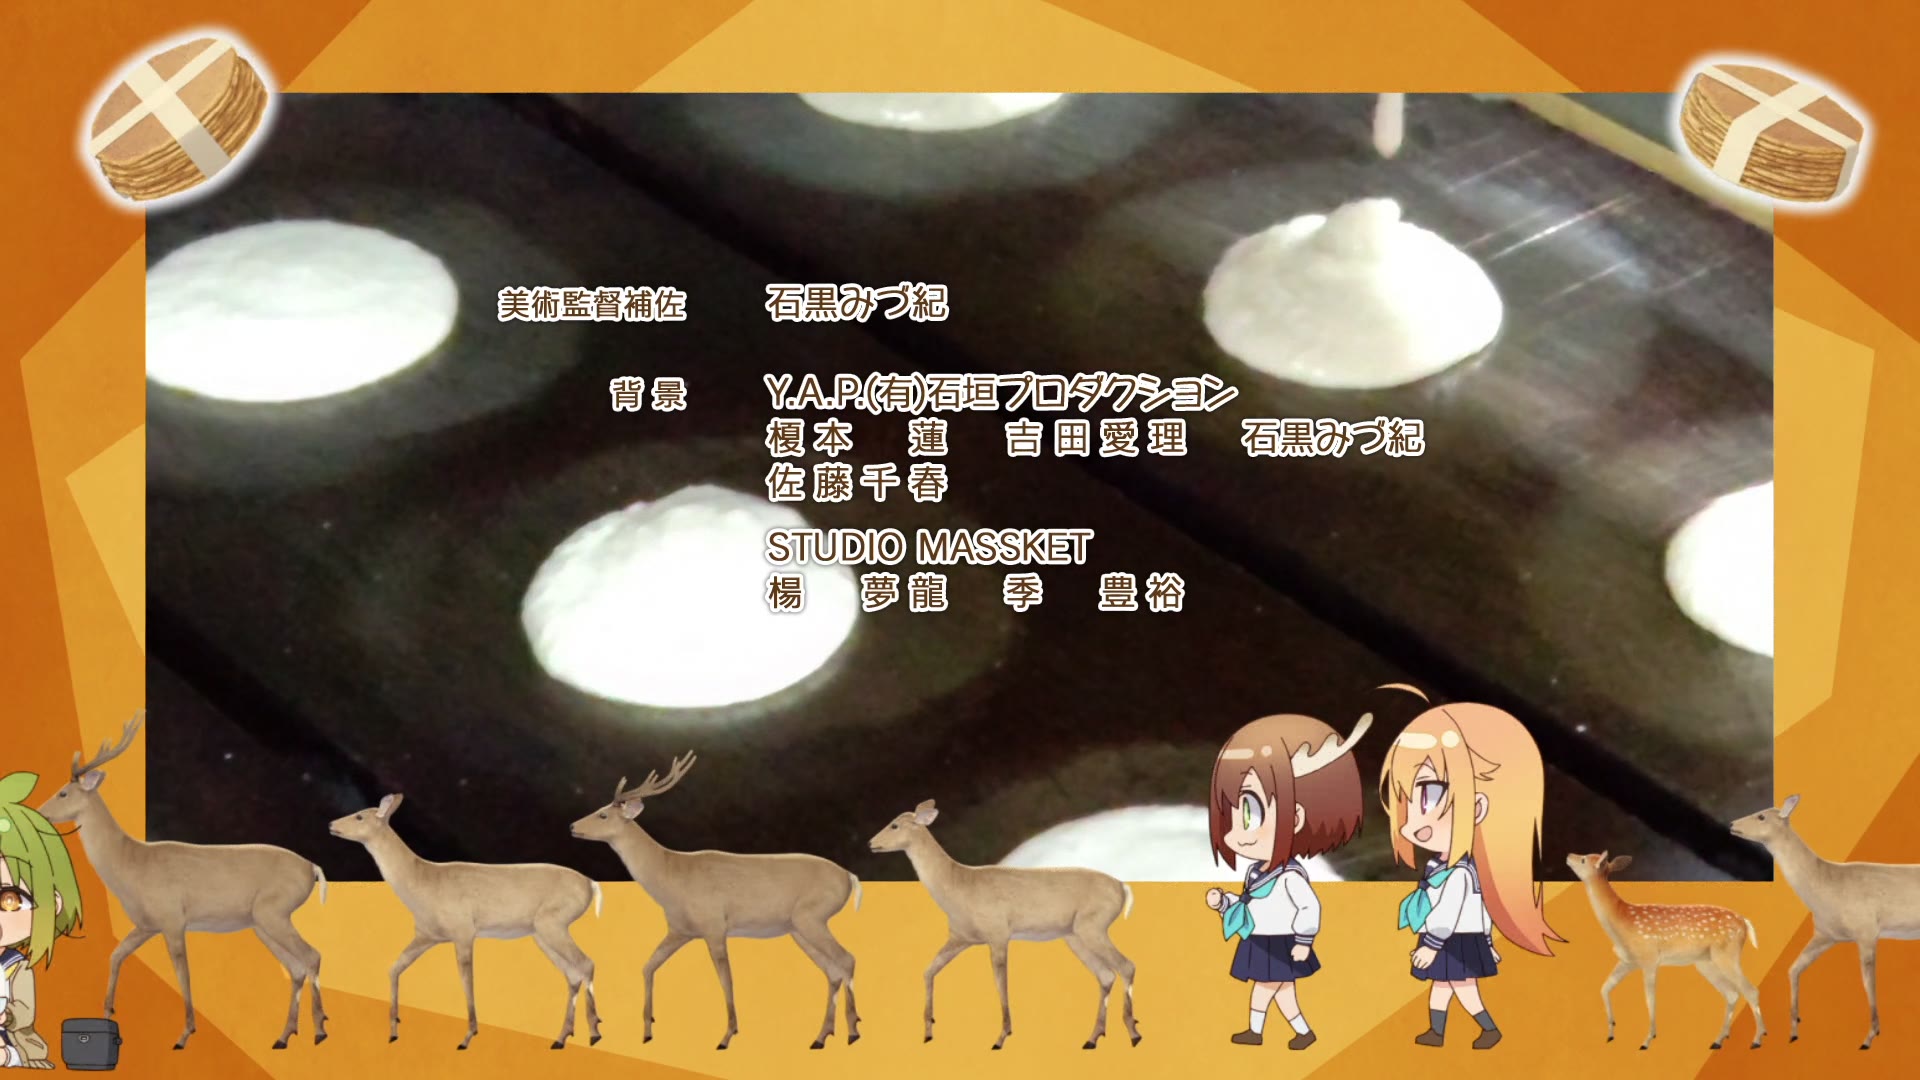 美術監督補佐 石黒みづ紀
背景 Y.A.P.(有)石垣プロダクション
榎本 蓮 吉田愛理 石黒みづ紀
佐藤千春
STUDIO MASSKET
楊 夢龍 季 豊裕